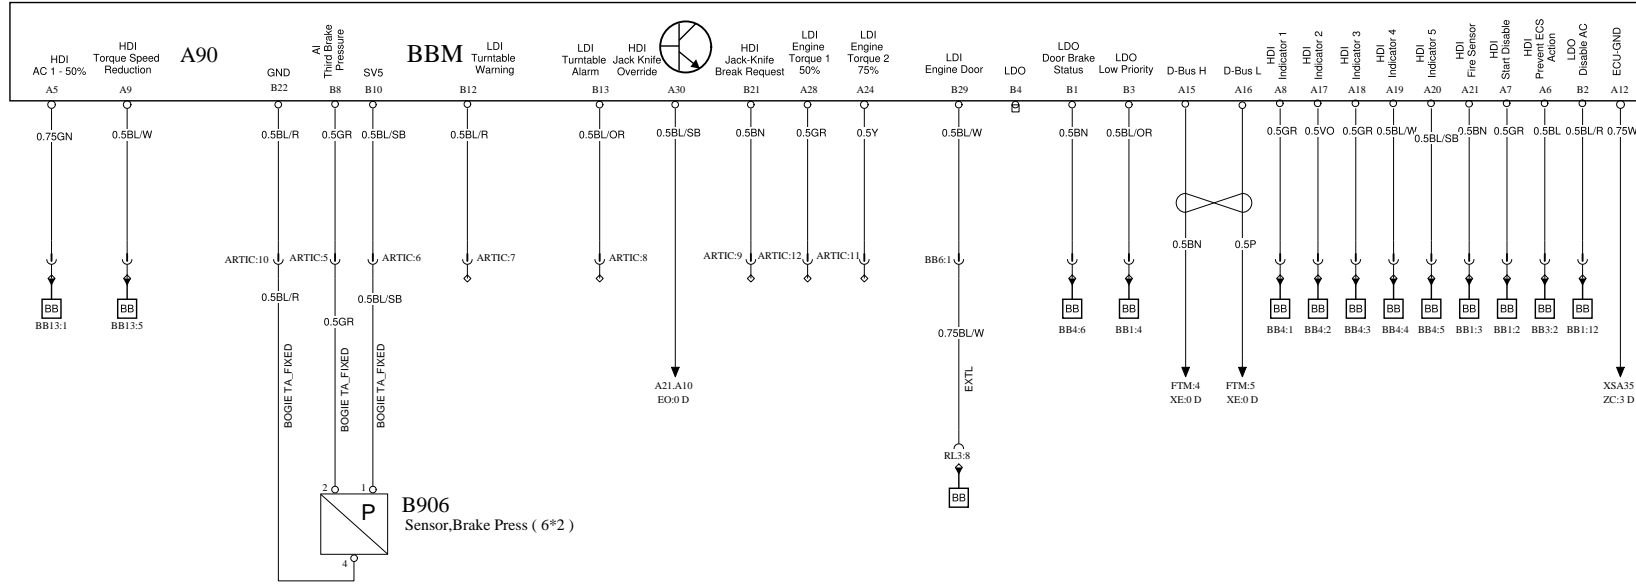 HDI
AC 1 - 50%
A5
HDI
Torque Speed
Reduction
A9
A90
GND
B22
AI
Third Brake
Pressure
B8
SV5
B10
BBM
LDI
Turntable
Warning
B12
LDI
Turntable
Alarm
B13
HDI
Jack Knife
Override
A30
HDI
Jack-Knife
Break Request
B21
LDI
Engine
Torque 1
50%
A28
LDI
Engine
Torque 2
75%
A24
LDI
Engine Door
B29
LDO
B4
LDO
Door Brake
Status
B1
LDO
Low Priority
B3
D-Bus H
A15
D-Bus L
A16
HDI
Indicator 1
A8
HDI
Indicator 2
A17
HDI
Indicator 3
A18
HDI
Indicator 4
A19
HDI
Indicator 5
A20
HDI
Fire Sensor
A21
HDI
Start Disable
A7
HDI
Prevent ECS
Action
A6
LDO
Disable AC
B2
ECU-GND
A12
0.75GN
0.5BL/W
0.5BL/R
0.5GR
0.5BL/SB
0.5BL/R
0.5BL/OR
0.5BL/SB
0.5BN
0.5GR
0.5Y
0.5BL/W
0.5BN
0.5BL/OR
0.5GR
0.5VO
0.5GR
0.5BL/W
0.5BL/SB
0.5BN
0.5GR
0.5BL
0.5BL/R
0.75W
0.5BN
0.5P
ARTIC:10
ARTIC:5
ARTIC:6
ARTIC:7
ARTIC:8
ARTIC:9
ARTIC:12
ARTIC:11
BB6:1
0.5BL/R
0.5BL/SB
0.5GR
0.75BL/W
BB
BB13:1
BB
BB13:5
BB
BB4:6
BB
BB1:4
BB
BB4:1
BB
BB4:2
BB
BB4:3
BB
BB4:4
BB
BB4:5
BB
BB1:3
BB
BB1:2
BB
BB3:2
BB
BB1:12
BOGIE TA_FIXED
BOGIE TA_FIXED
BOGIE TA_FIXED
EXTL
A21.A10
EO:0 D
FTM:4
XE:0 D
FTM:5
XE:0 D
XSA35
ZC:3 D
RL3:8
BB
2
1
P
4
B906
Sensor,Brake Press ( 6*2 )